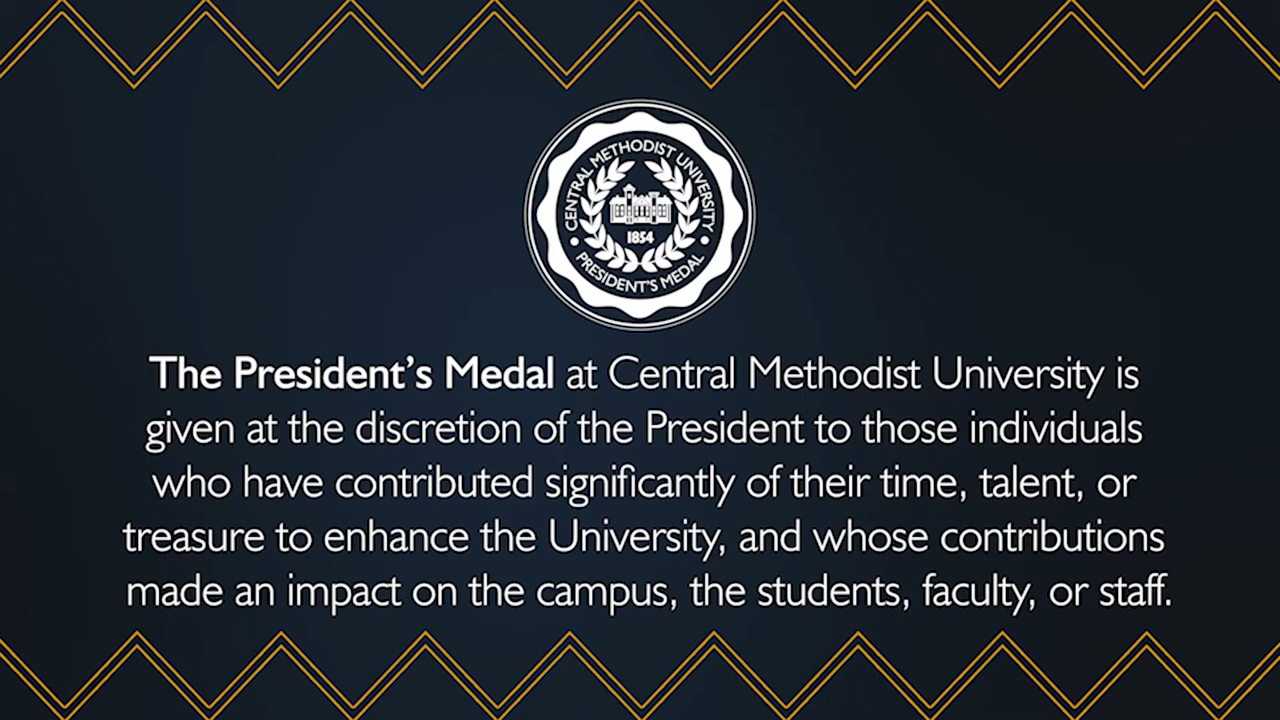 CENTRAL METHODIST UNIVERSITY
1854
PRESIDENT'S MEDAL
The President’s Medal at Central Methodist University is
given at the discretion of the President to those individuals
who have contributed significantly of their time, talent, or
treasure to enhance the University, and whose contributions
made an impact on the campus, the students, faculty, or staff.